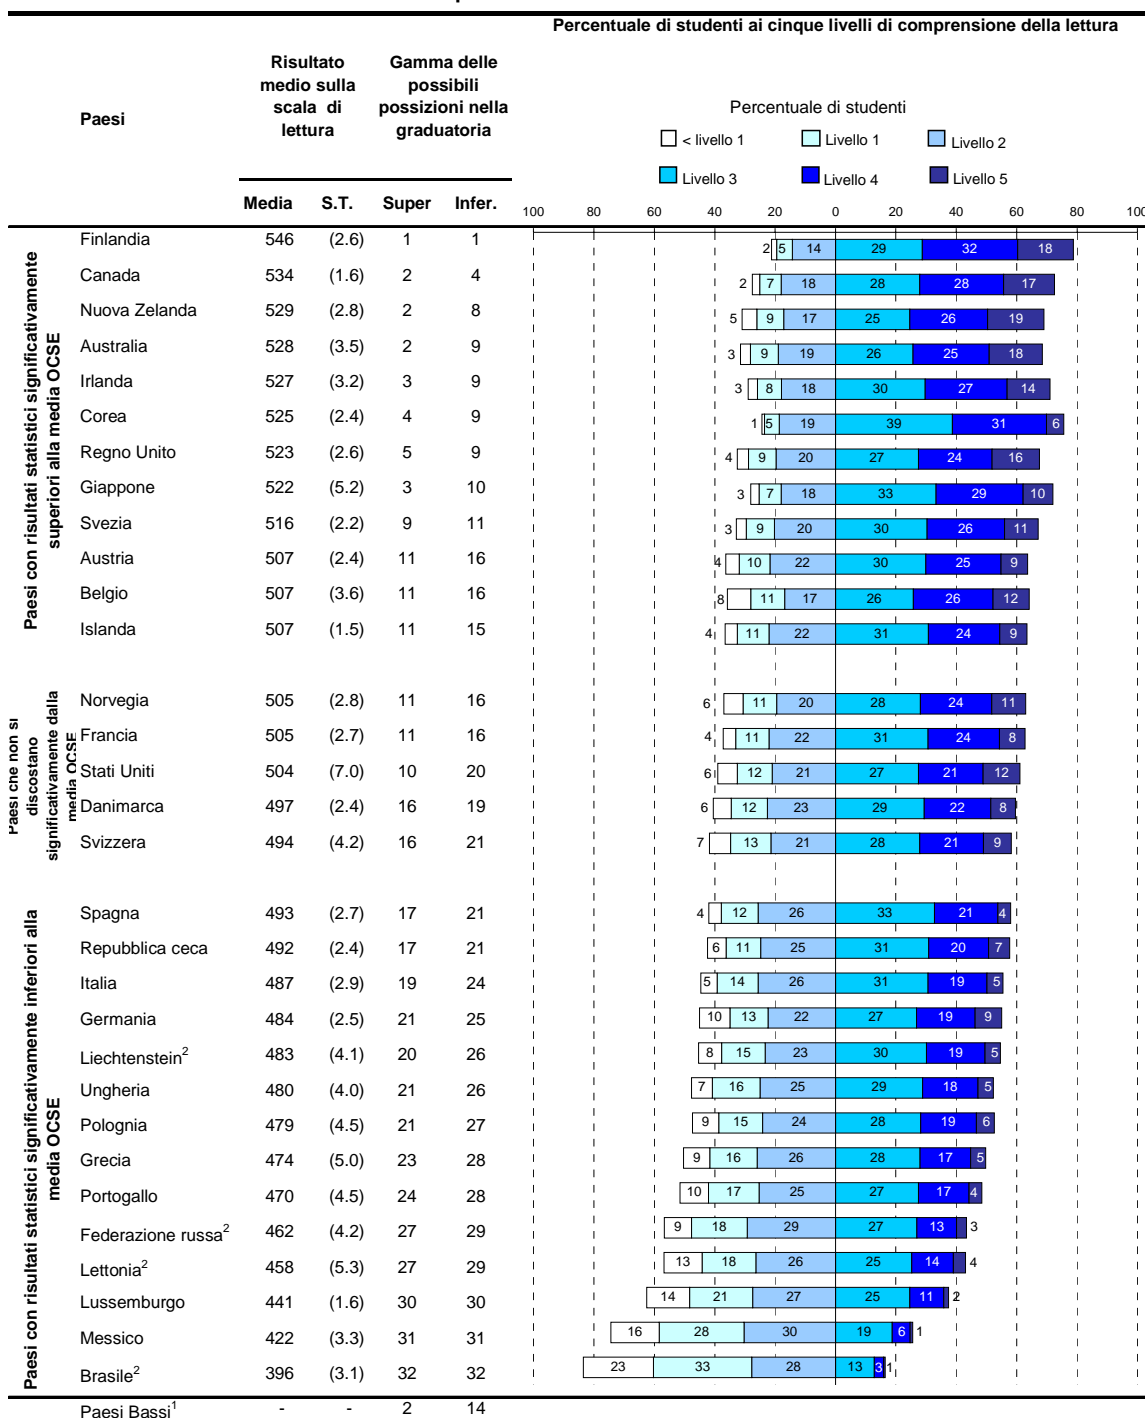 Percentuale di studenti ai cinque livelli di comprensione della lettura
Paesi
Risultato
medio sulla
scala di
lettura
Gamma delle
possibili
possizioni nella
graduatoria
Percentuale di studenti
< livello 1 Livello 1 Livello 2
Livello 3 Livello 4 Livello 5
Media S.T. Super Infer. 100 80 60 40 20 0 20 40 60 80 100
Paesi con risultati statistici significativamente
superiori alla media OCSE
Finlandia 546 (2.6) 1 1 2 5 14 29 32 18
Canada 534 (1.6) 2 4 2 7 18 28 28 17
Nuova Zelanda 529 (2.8) 2 8 5 9 17 25 26 19
Australia 528 (3.5) 2 9 3 9 19 26 25 18
Irlanda 527 (3.2) 3 9 3 8 18 30 27 14
Corea 525 (2.4) 4 9 1 5 19 39 31 6
Regno Unito 523 (2.6) 5 9 4 9 20 27 24 16
Giappone 522 (5.2) 3 10 3 7 18 33 29 10
Svezia 516 (2.2) 9 11 3 9 20 30 26 11
Austria 507 (2.4) 11 16 4 10 22 30 25 9
Belgio 507 (3.6) 11 16 8 11 17 26 26 12
Islanda 507 (1.5) 11 15 4 11 22 31 24 9
Paesi che non si
discostano
significativamente dalla
media OCSE
Norvegia 505 (2.8) 11 16 6 11 20 28 24 11
Francia 505 (2.7) 11 16 4 11 22 31 24 8
Stati Uniti 504 (7.0) 10 20 6 12 21 27 21 12
Danimarca 497 (2.4) 16 19 6 12 23 29 22 8
Svizzera 494 (4.2) 16 21 7 13 21 28 21 9
Paesi con risultati statistici significativamente inferiori alla
media OCSE
Spagna 493 (2.7) 17 21 4 12 26 33 21 4
Repubblica ceca 492 (2.4) 17 21 6 11 25 31 20 7
Italia 487 (2.9) 19 24 5 14 26 31 19 5
Germania 484 (2.5) 21 25 10 13 22 27 19 9
Liechtenstein² 483 (4.1) 20 26 8 15 23 30 19 5
Ungheria 480 (4.0) 21 26 7 16 25 29 18 5
Polognia 479 (4.5) 21 27 9 15 24 28 19 6
Grecia 474 (5.0) 23 28 9 16 26 28 17 5
Portogallo 470 (4.5) 24 28 10 17 25 27 17 4
Federazione russa² 462 (4.2) 27 29 9 18 29 27 13 3
Lettonia² 458 (5.3) 27 29 13 18 26 25 14 4
Lussemburgo 441 (1.6) 30 30 14 21 27 25 11 2
Messico 422 (3.3) 31 31 16 28 30 19 6 1
Brasile² 396 (3.1) 32 32 23 33 28 13 3 1
Paesi Bassi¹ - - 2 14